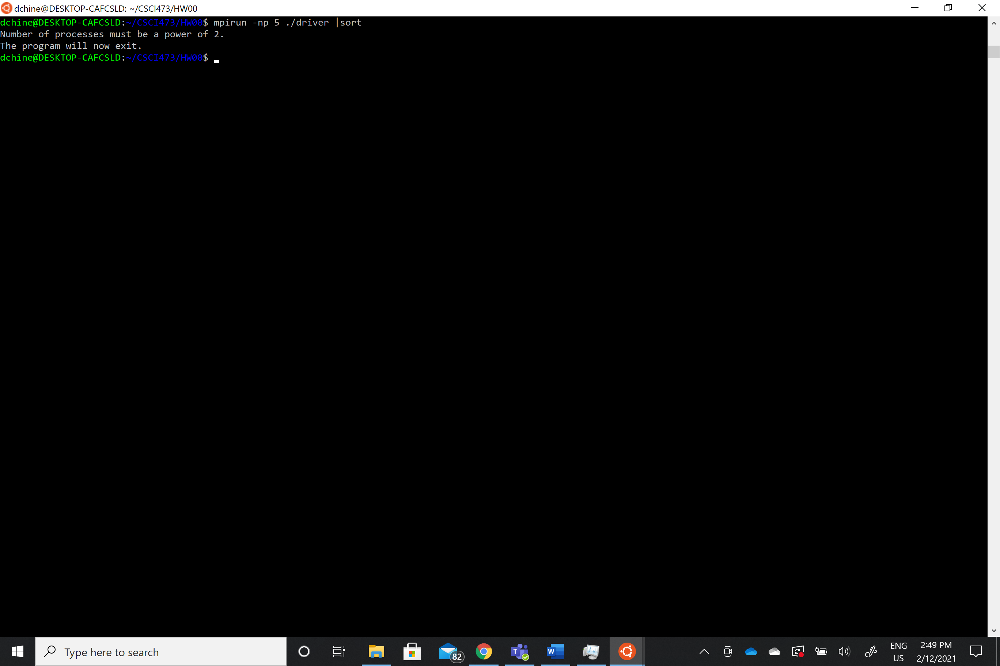 dchine@DESKTOP-CAFCSLD: ~/CSCI473/HW00
dchine@DESKTOP-CAFCSLD:~/CSCI473/HW00$ mpirun -np 5 ./driver |sort
Number of processes must be a power of 2.
The program will now exit.
dchine@DESKTOP-CAFCSLD:~/CSCI473/HW00$
Type here to search
82
T
W
ENG
US
2:49 PM
2/12/2021